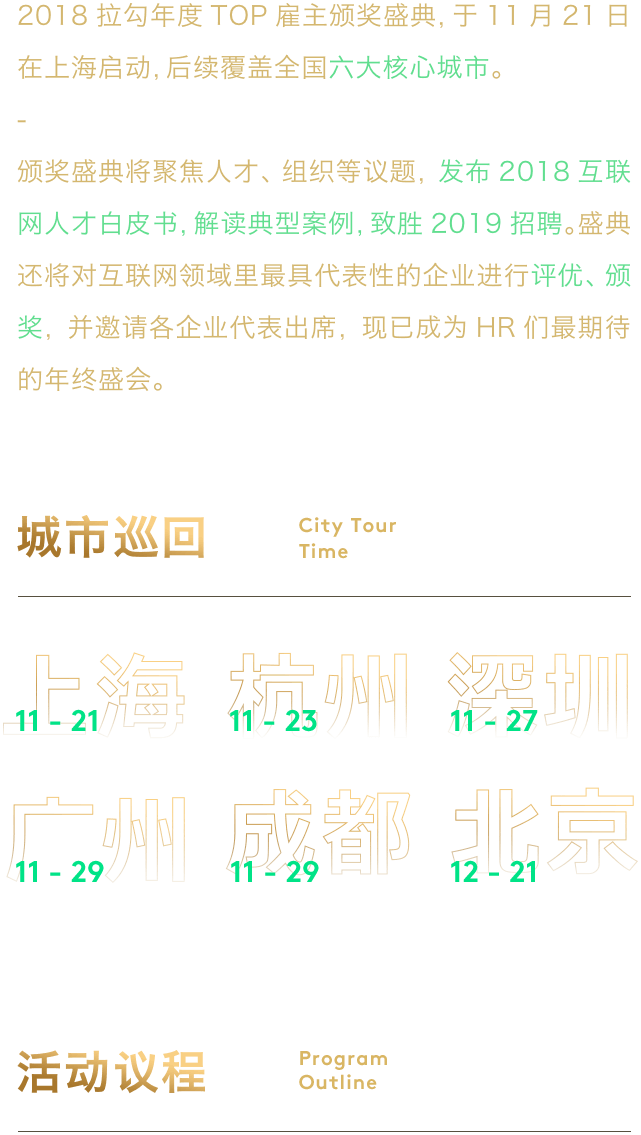 2018 拉勾年度 TOP 雇主颁奖盛典, 于 11 月 21 日
在上海启动, 后续覆盖全国六大核心城市。
-
颁奖盛典将聚焦人才、组织等议题, 发布 2018 互联
网人才白皮书, 解读典型案例, 致胜 2019 招聘。盛典
还将对互联网领域里最具代表性的企业进行评优、颁
奖, 并邀请各企业代表出席, 现已成为 HR 们最期待
的年终盛会。
城市巡回
City Tour
Time
上海
11 - 21
杭州
11 - 23
深圳
11 - 27
广州
11 - 29
成都
11 - 29
北京
12 - 21
活动议程
Program
Outline